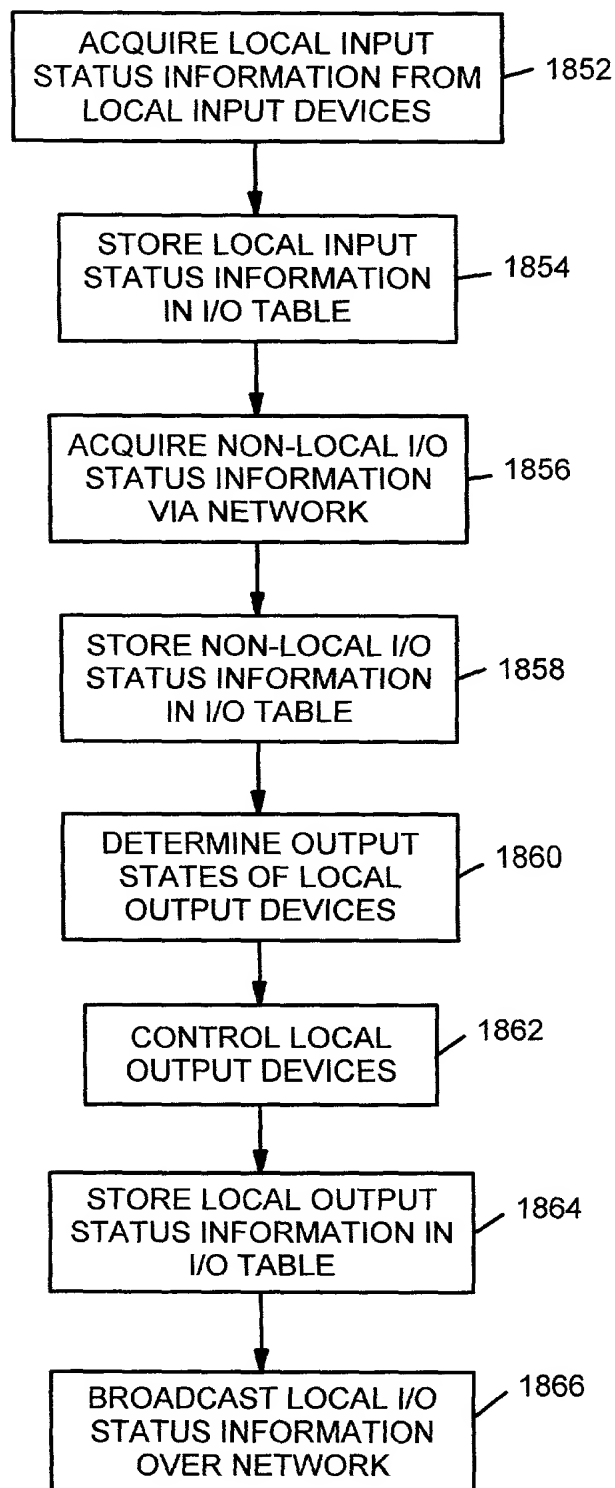 ACQUIRE LOCAL INPUT
STATUS INFORMATION FROM
LOCAL INPUT DEVICES
1852
STORE LOCAL INPUT
STATUS INFORMATION
IN I/O TABLE
1854
ACQUIRE NON-LOCAL I/O
STATUS INFORMATION
VIA NETWORK
1856
STORE NON-LOCAL I/O
STATUS INFORMATION
IN I/O TABLE
1858
DETERMINE OUTPUT
STATES OF LOCAL
OUTPUT DEVICES
1860
CONTROL LOCAL
OUTPUT DEVICES
1862
STORE LOCAL OUTPUT
STATUS INFORMATION IN
I/O TABLE
1864
BROADCAST LOCAL I/O
STATUS INFORMATION
OVER NETWORK
1866